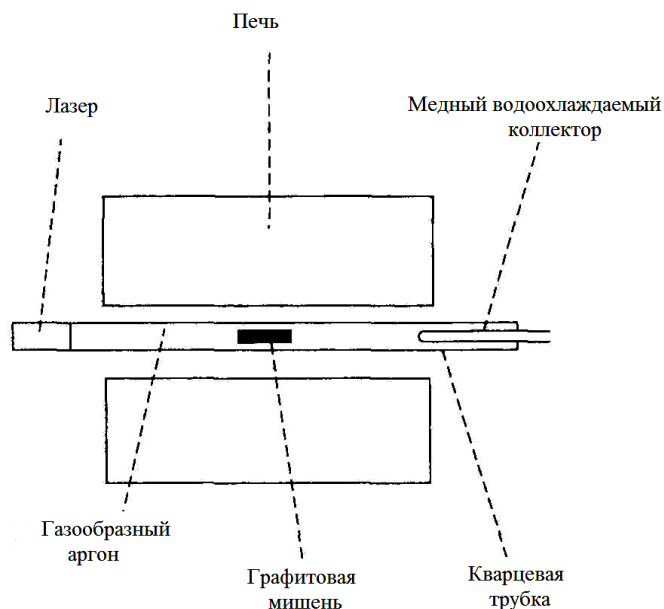 Печь
Лазер
Медный водоохлаждаемый
коллектор
Газообразный
аргон
Графитовая
мишень
Кварцевая
трубка